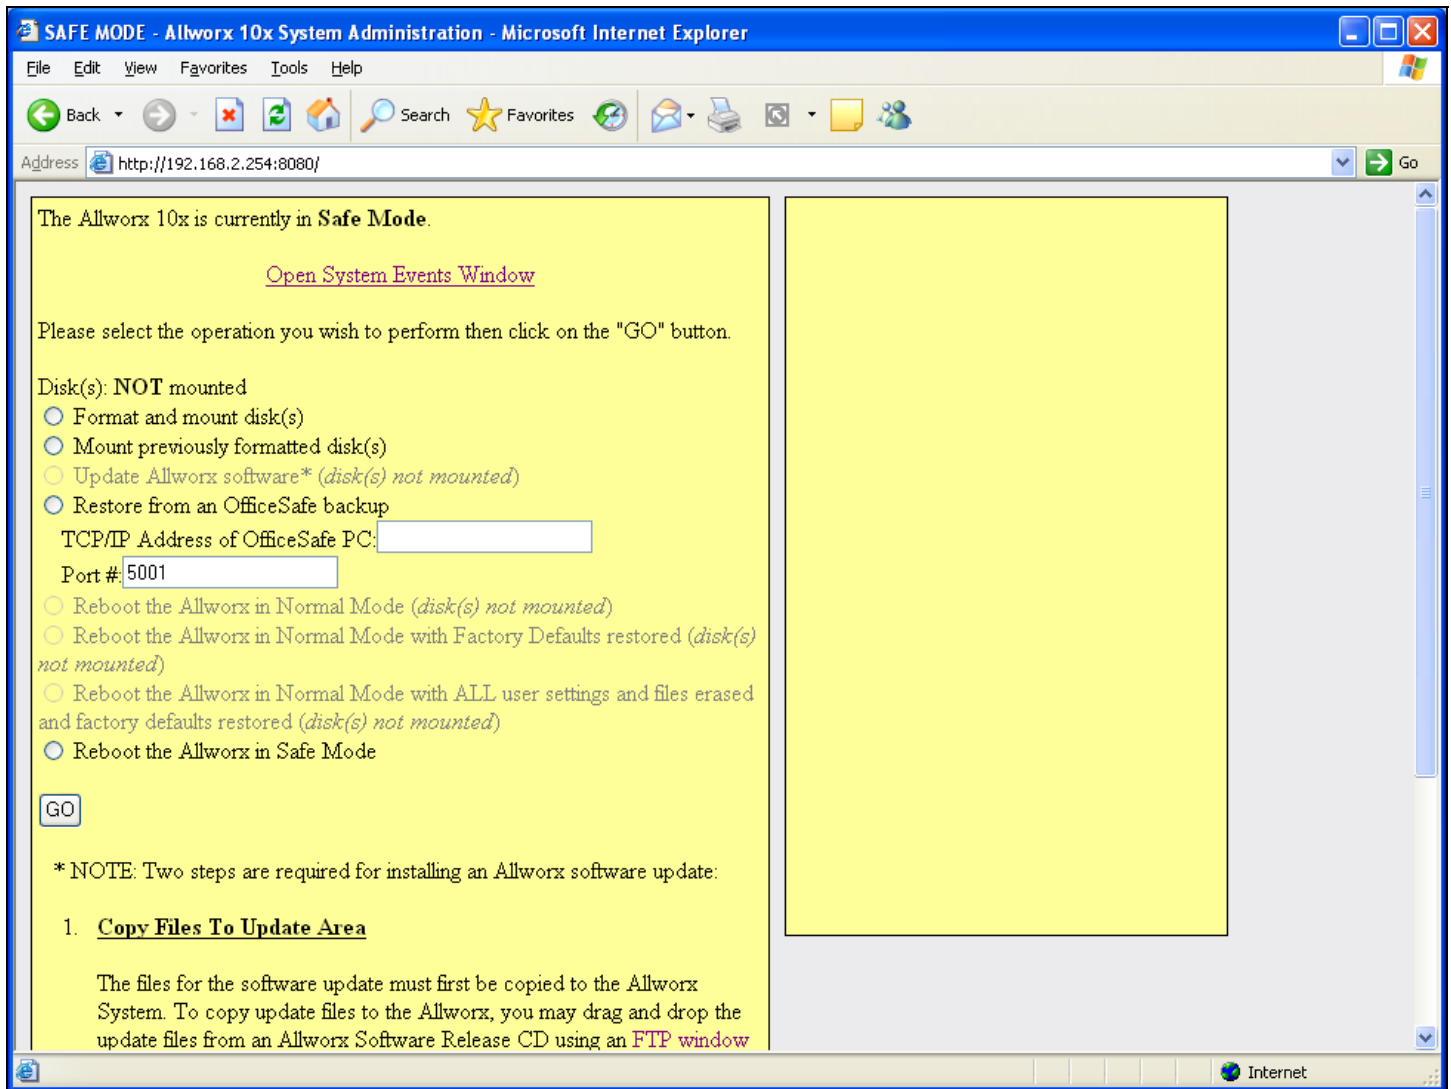 SAFE MODE - Allworx 10x System Administration - Microsoft Internet Explorer
File Edit View Favorites Tools Help
Back Search Favorites
Address http://192.168.2.254:8080/ Go
The Allworx 10x is currently in Safe Mode.
Open System Events Window
Please select the operation you wish to perform then click on the "GO" button.
Disk(s): NOT mounted
Format and mount disk(s)
Mount previously formatted disk(s)
Update Allworx software* (disk(s) not mounted)
Restore from an OfficeSafe backup
TCP/IP Address of OfficeSafe PC:
Port #: 5001
Reboot the Allworx in Normal Mode (disk(s) not mounted)
Reboot the Allworx in Normal Mode with Factory Defaults restored (disk(s)
not mounted)
Reboot the Allworx in Normal Mode with ALL user settings and files erased
and factory defaults restored (disk(s) not mounted)
Reboot the Allworx in Safe Mode
GO
* NOTE: Two steps are required for installing an Allworx software update:
1. Copy Files To Update Area
The files for the software update must first be copied to the Allworx
System. To copy update files to the Allworx, you may drag and drop the
update files from an Allworx Software Release CD using an FTP window
Internet